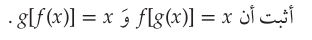 أثبت أن f[g(x)] = x وَ g[f(x)] = x .